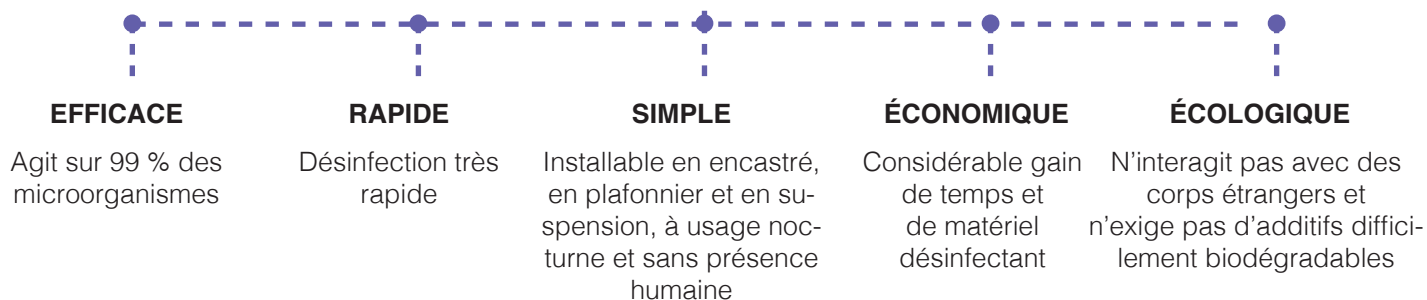 EFFICACE
Agit sur 99 % des
microorganismes
RAPIDE
Désinfection très
rapide
SIMPLE
Installable en encastré,
en plafonnier et en su-
spension, à usage noc-
turne et sans présence
humaine
ÉCONOMIQUE
Considérable gain
de temps et
de matériel
désinfectant
ÉCOLOGIQUE
N’interagit pas avec des
corps étrangers et
n’exige pas d’additifs diffici-
lement biodégradables